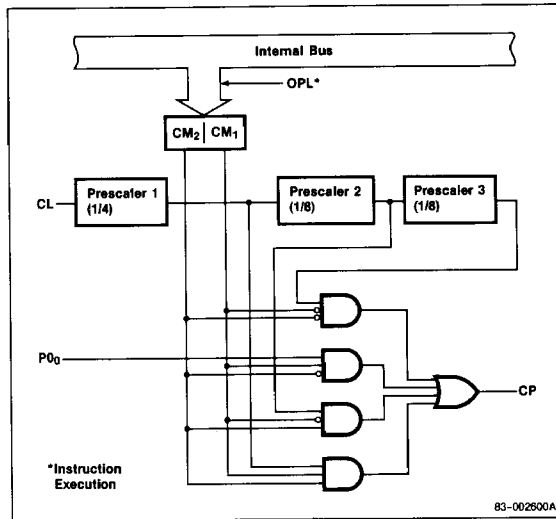 Internal Bus
OPL*
CM2 CM1
CL
Prescaler 1
(1/4)
Prescaler 2
(1/8)
Prescaler 3
(1/8)
P00
CP
*Instruction
Execution
83-002600A